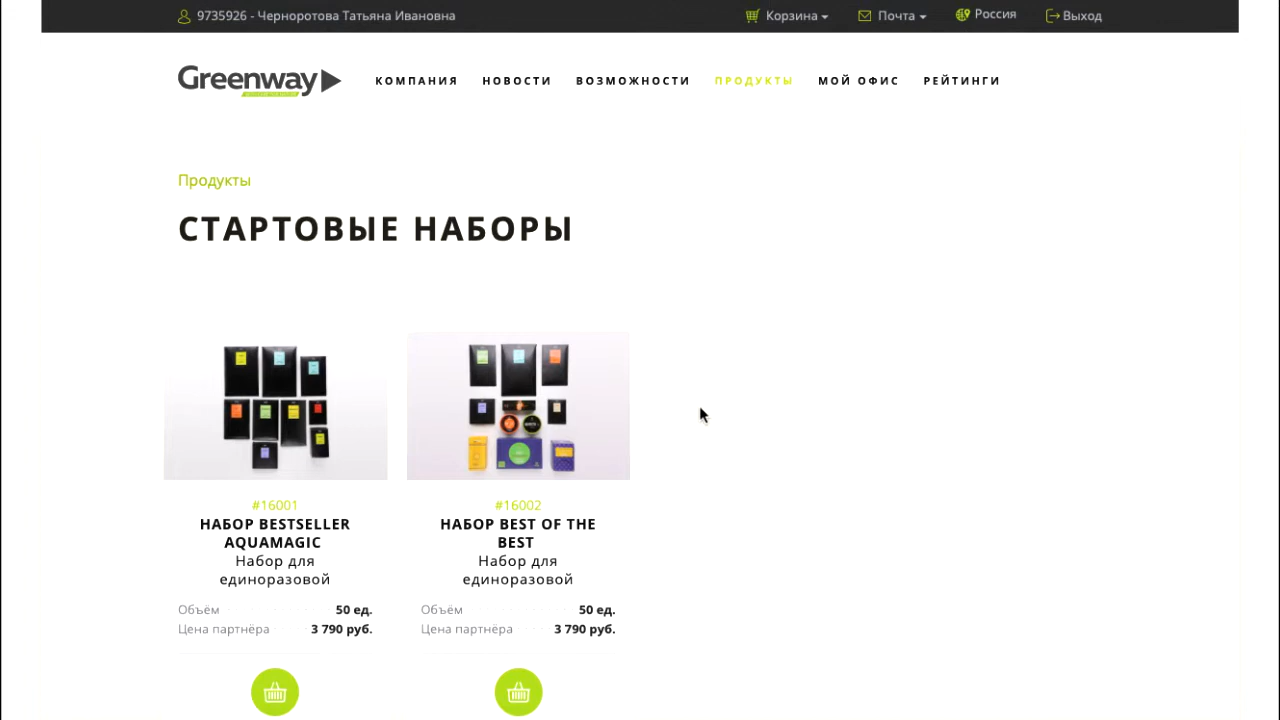 9735926 - Черноротова Татьяна Ивановна
Корзина
Почта
Россия
Выход
Greenway
КОМПАНИЯ
НОВОСТИ
ВОЗМОЖНОСТИ
ПРОДУКТЫ
МОЙ ОФИС
РЕЙТИНГИ
Продукты
СТАРТОВЫЕ НАБОРЫ
#16001
НАБОР BESTSELLER
AQUAMAGIC
Набор для
единоразовой
Объём 50 ед.
Цена партнёра 3 790 руб.
#16002
НАБОР BEST OF THE
BEST
Набор для
единоразовой
Объём 50 ед.
Цена партнёра 3 790 руб.